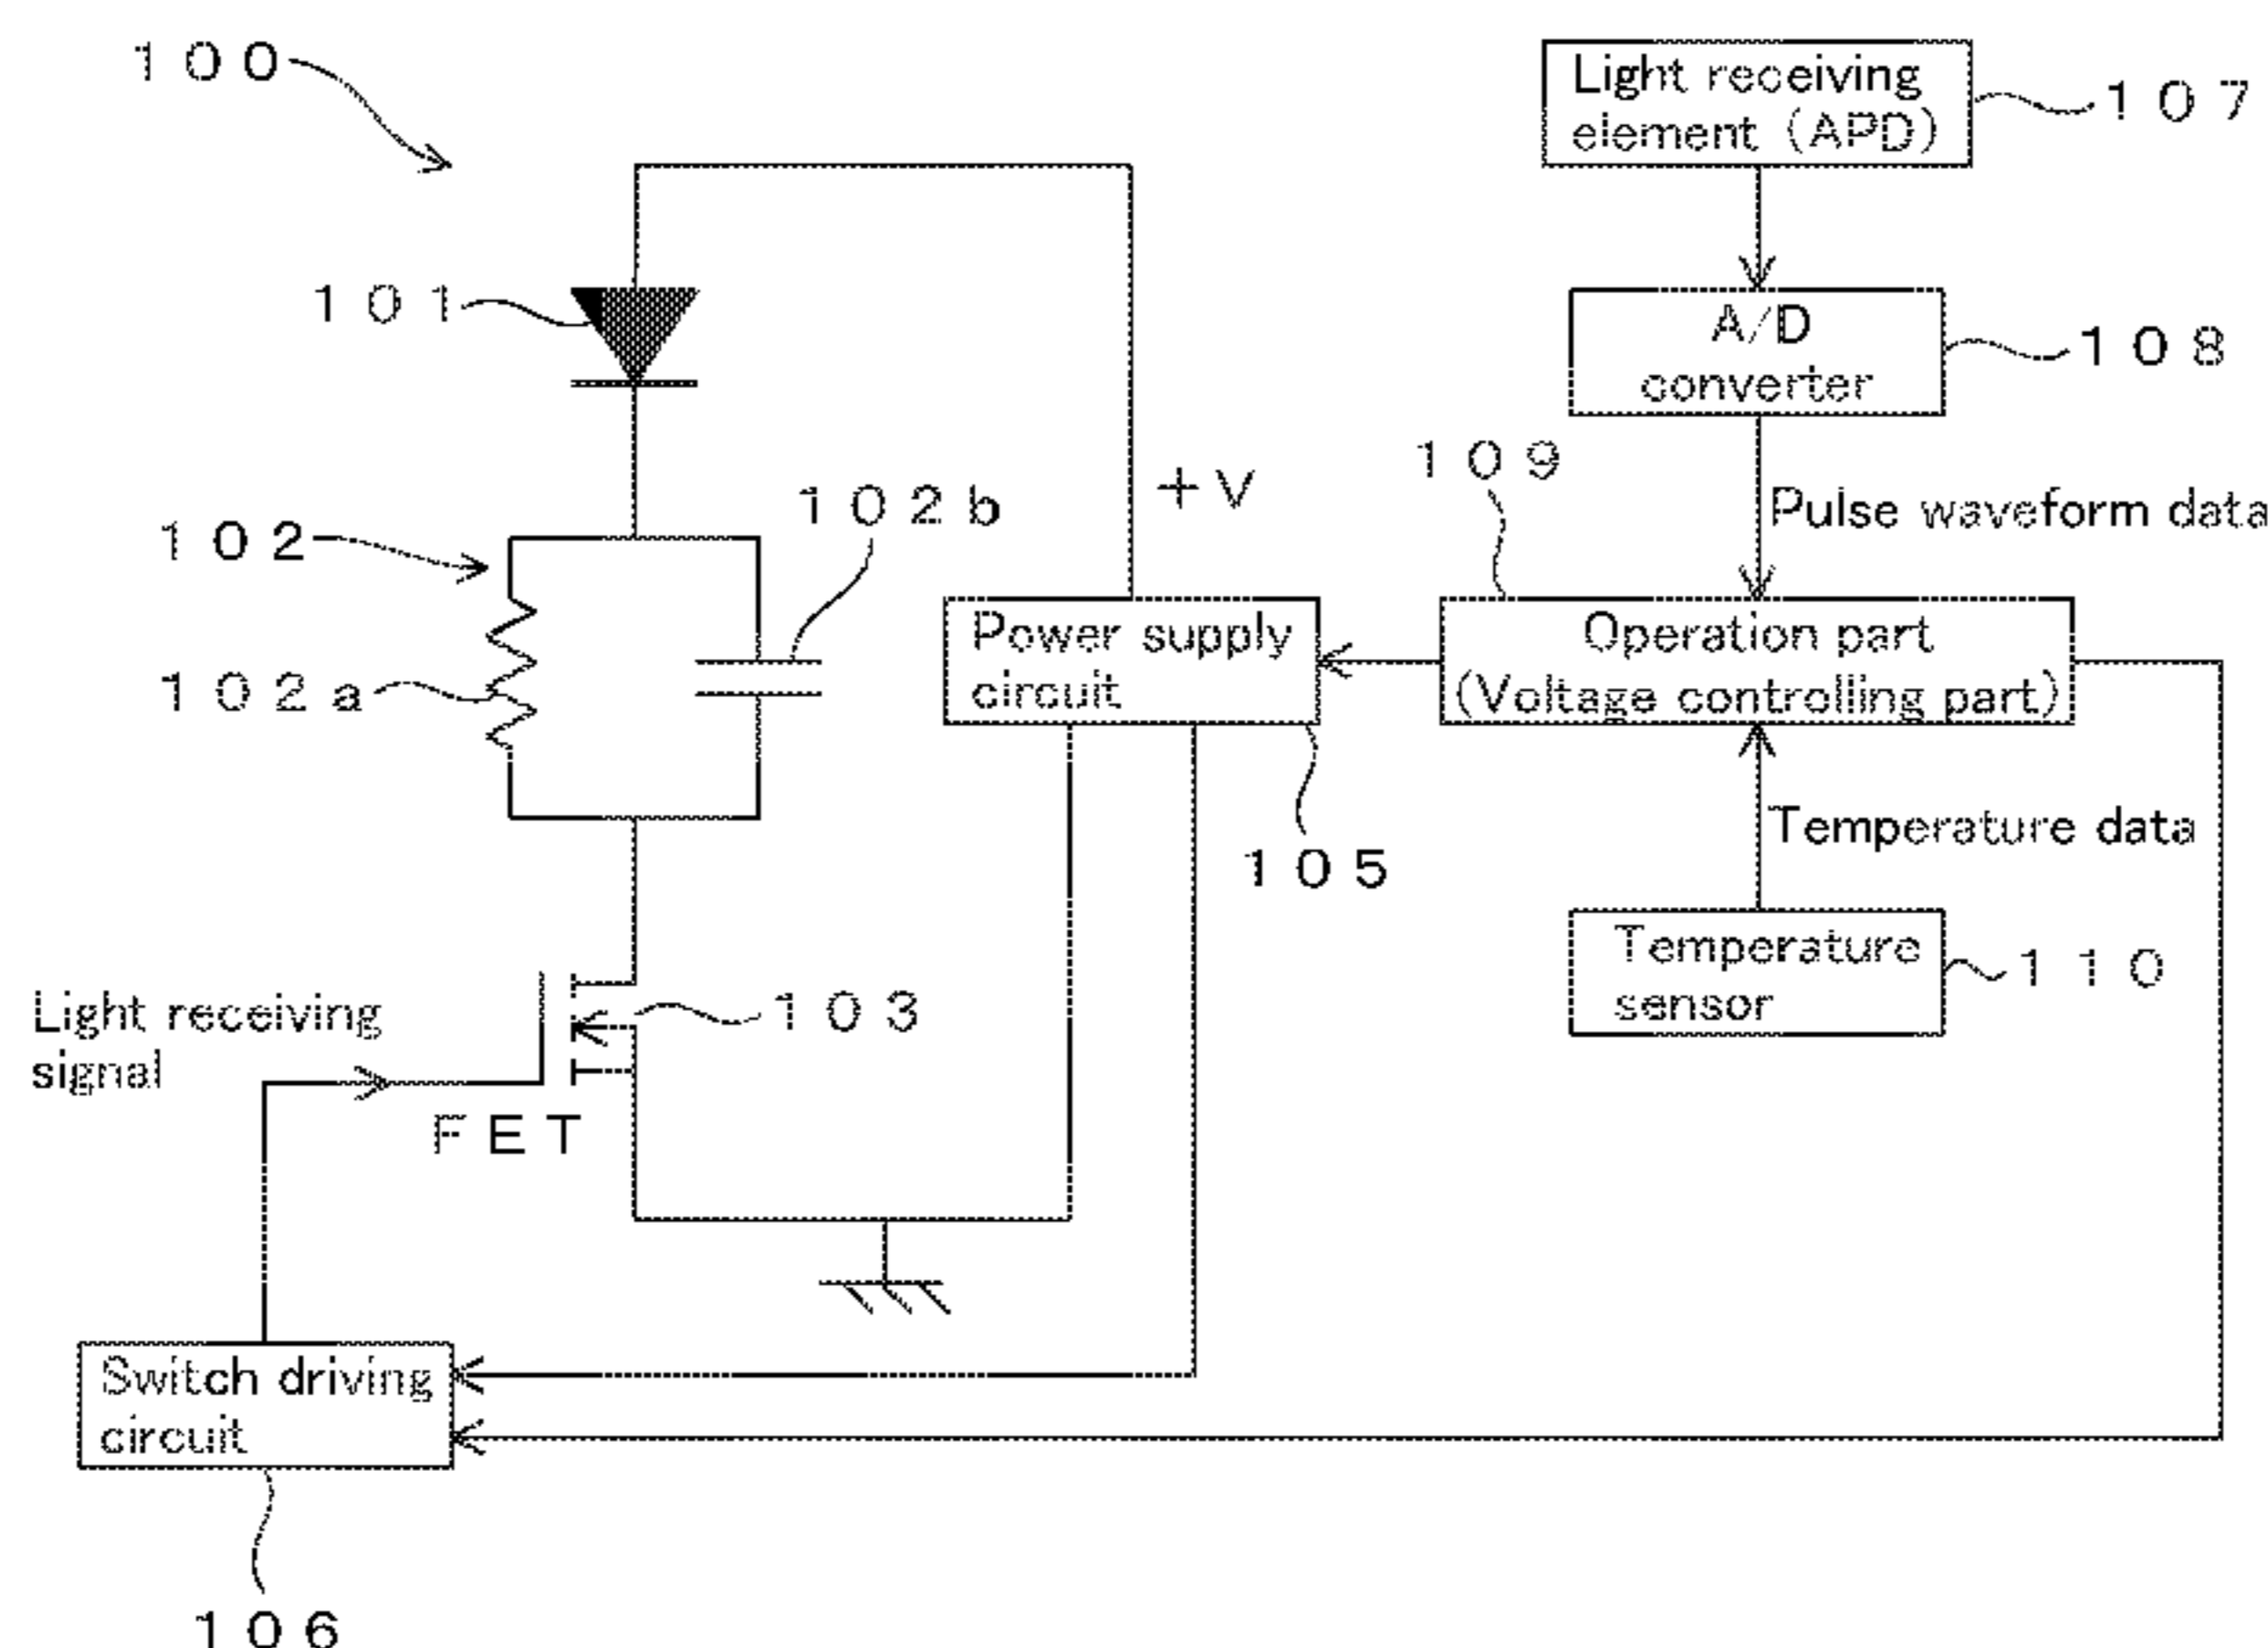 100
Light receiving
element (APD)
107
101
A/D
converter
108
109
+V
102b
Pulse waveform data
102
Power supply
circuit
Operation part
(Voltage controlling part)
102a
Temperature data
105
Temperature
sensor
110
Light receiving
signal
103
FET
Switch driving
circuit
106